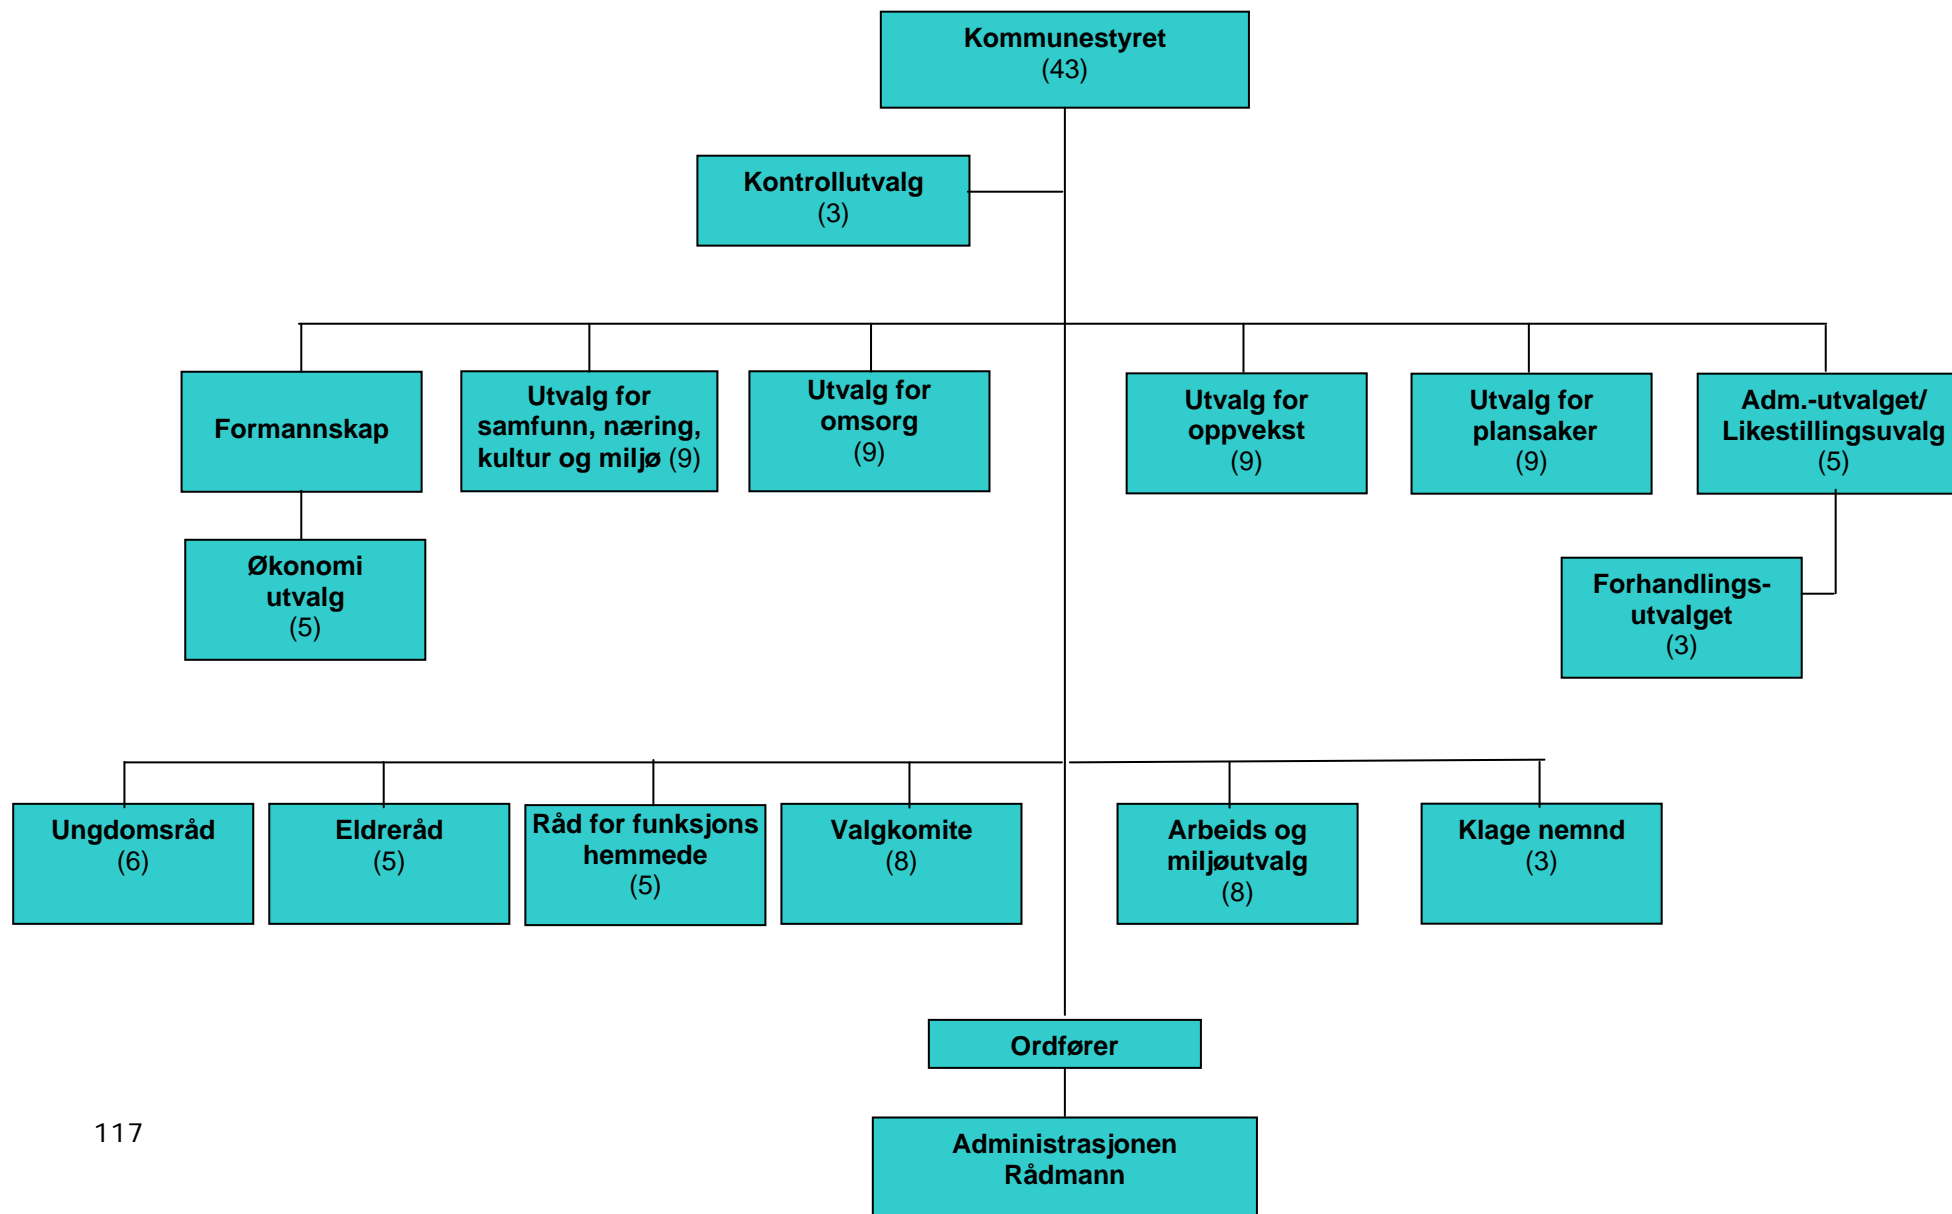 Kommunestyret
(43)
Kontrollutvalg
(3)
Formannskap
Utvalg for
samfunn, næring,
kultur og miljø (9)
Utvalg for
omsorg
(9)
Utvalg for
oppvekst
(9)
Utvalg for
plansaker
(9)
Adm.-utvalget/
Likestillingsuvalg
(5)
Økonomi
utvalg
(5)
Forhandlings-
utvalget
(3)
Ungdomsråd
(6)
Eldreråd
(5)
Råd for funksjons
hemmede
(5)
Valgkomite
(8)
Arbeids og
miljøutvalg
(8)
Klage nemnd
(3)
Ordfører
Administrasjonen
Rådmann
117